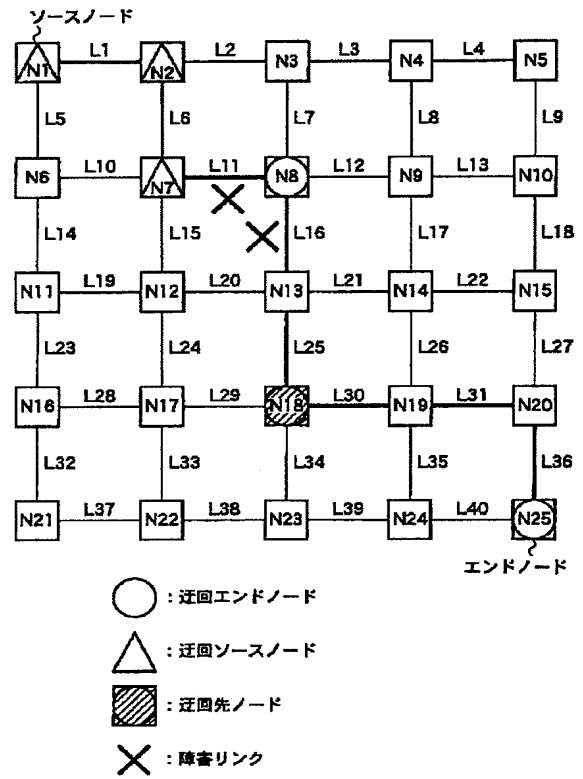 ソースノード
N1 L1 N2 L2 N3 L3 N4 L4 N5
L5 L6 L7 L8 L9
N6 L10 N7 L11 N8 L12 N9 L13 N10
L14 L15 L16 L17 L18
N11 L19 N12 L20 N13 L21 N14 L22 N15
L23 L24 L25 L26 L27
N16 L28 N17 L29 N18 L30 N19 L31 N20
L32 L33 L34 L35 L36
N21 L37 N22 L38 N23 L39 N24 L40 N25
エンドノード
：迂回エンドノード
：迂回ソースノード
：迂回先ノード
：障害リンク